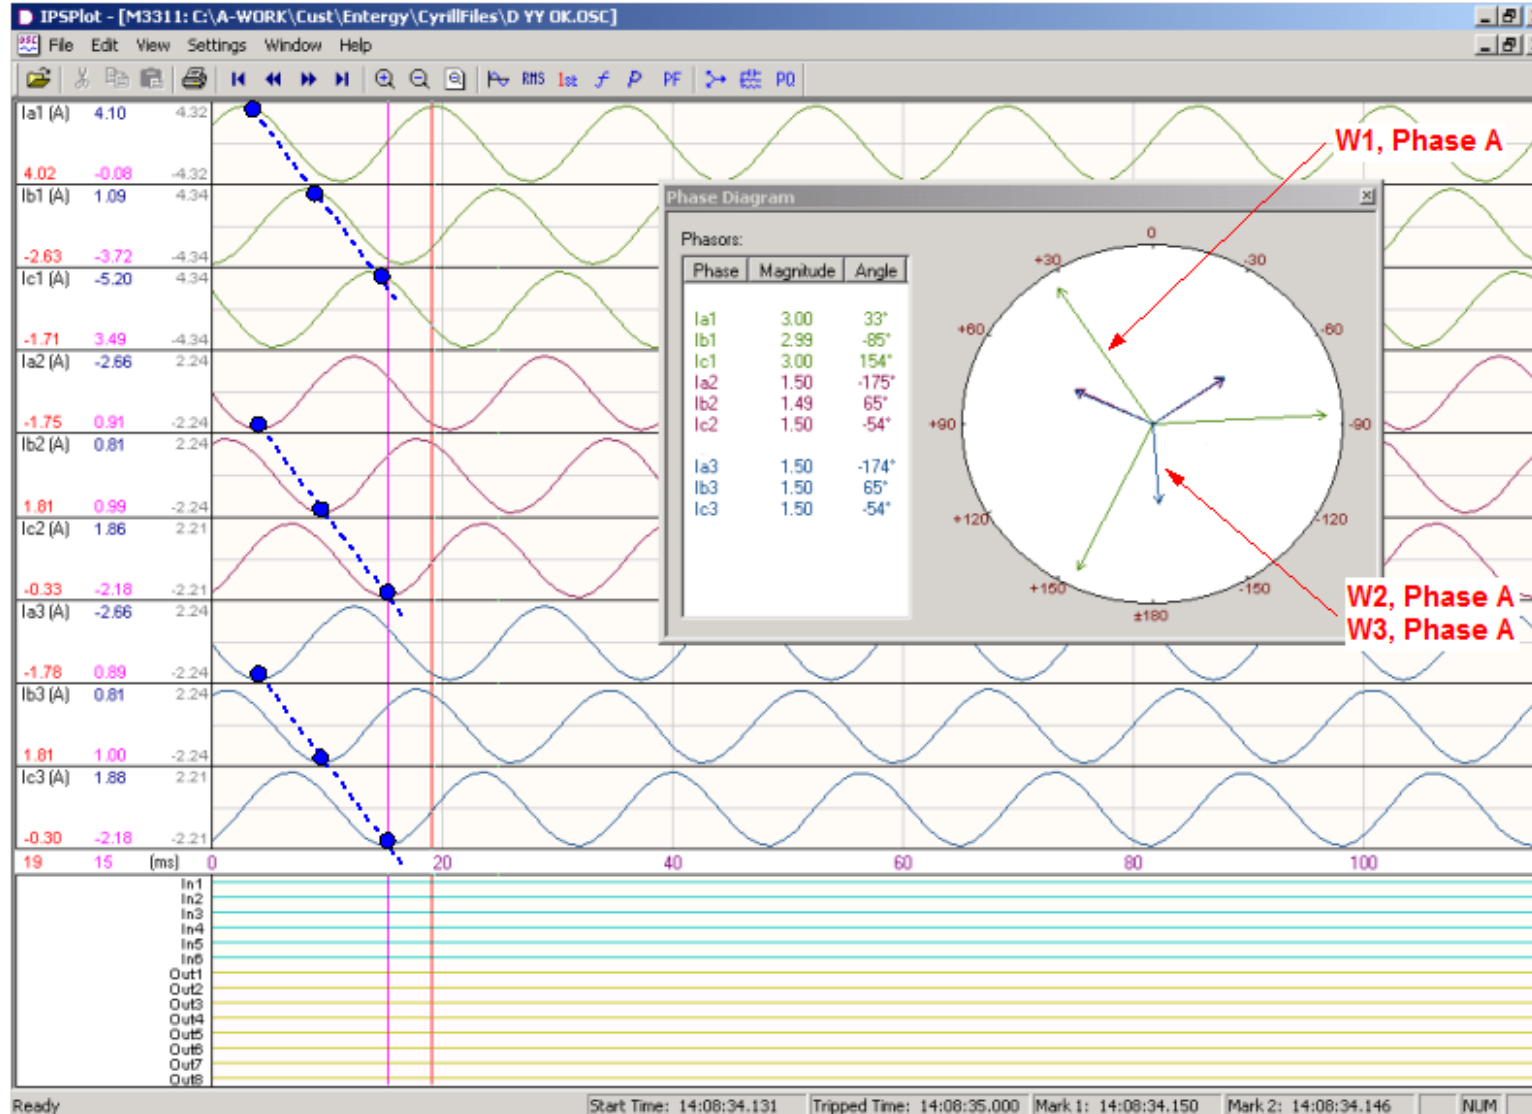 IPSPlot - [M3311: C:\A-WORK\Cust\Entergy\CyrillFiles\D YY OK.OSC]
File Edit View Settings Window Help
RMS 1st f P PF PQ
Ia1 (A) 4.10 4.32
4.02 -0.08 -4.32
Ib1 (A) 1.09 4.34
-2.63 -3.72 -4.34
Ic1 (A) -5.20 4.34
-1.71 3.49 -4.34
Ia2 (A) -2.66 2.24
-1.75 0.91 -2.24
Ib2 (A) 0.81 2.24
1.81 0.99 -2.24
Ic2 (A) 1.86 2.21
-0.33 -2.18 -2.21
Ia3 (A) -2.66 2.24
-1.78 0.89 -2.24
Ib3 (A) 0.81 2.24
1.81 1.00 -2.24
Ic3 (A) 1.88 2.21
-0.30 -2.18 -2.21
19 15 (ms) 0 20 40 60 80 100
W1, Phase A
Phase Diagram
Phasors:
Phase Magnitude Angle
Ia1 3.00 33°
Ib1 2.99 -85°
Ic1 3.00 154°
Ia2 1.50 -175°
Ib2 1.49 65°
Ic2 1.50 -54°
Ia3 1.50 -174°
Ib3 1.50 65°
Ic3 1.50 -54°
0
+30 -30
+60 -60
+90 -90
+120 -120
+150 -150
±180
W2, Phase A
W3, Phase A
In1
In2
In3
In4
In5
In6
Out1
Out2
Out3
Out4
Out5
Out6
Out7
Out8
Ready Start Time: 14:08:34.131 Tripped Time: 14:08:35.000 Mark 1: 14:08:34.150 Mark 2: 14:08:34.146 NUM